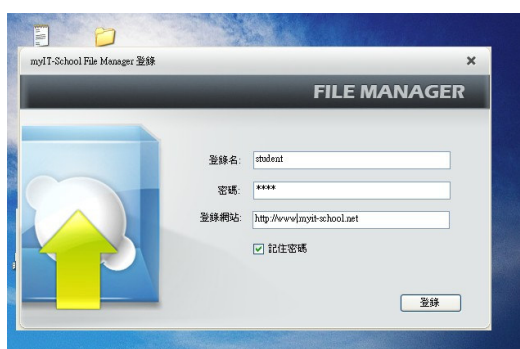 myIT-School File Manager 登錄
FILE MANAGER
登錄名: student
密碼: ****
登錄網站: http://www.myit-school.net
記住密碼
登錄